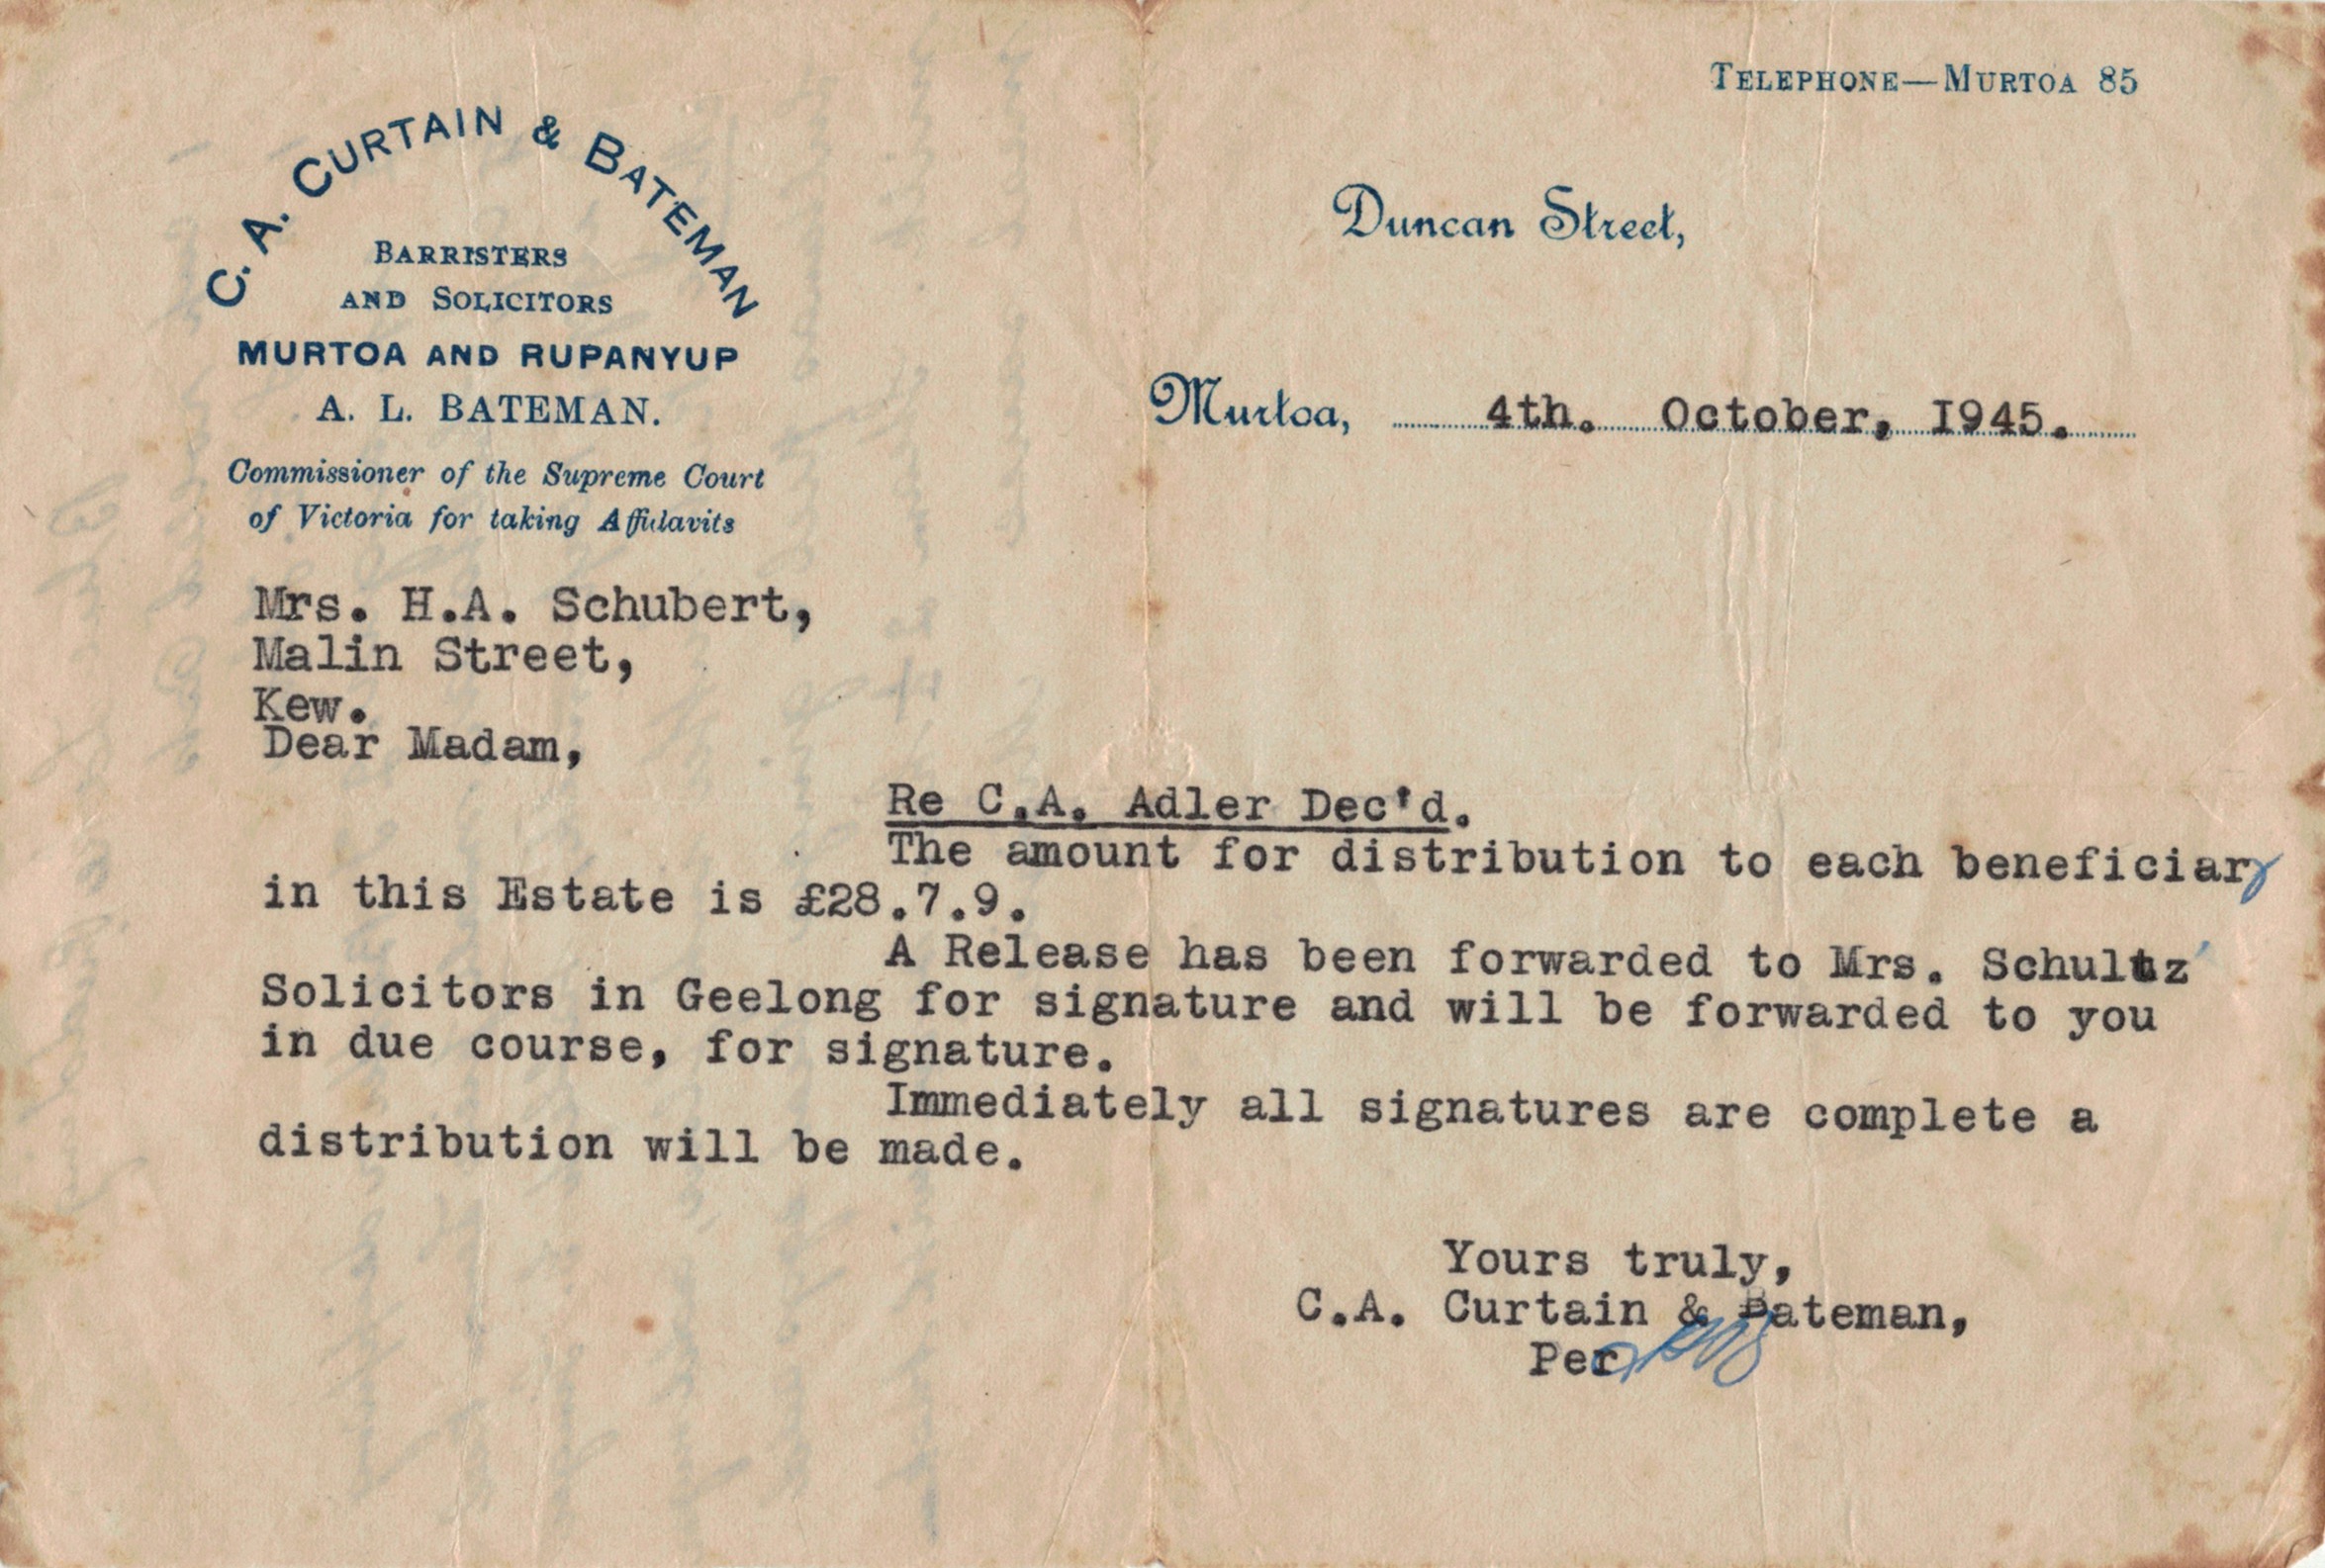 TELEPHONE—MURTOA 85
C. A. CURTAIN & BATEMAN
BARRISTERS
AND SOLICITORS
MURTOA AND RUPANYUP
A. L. BATEMAN.
Commissioner of the Supreme Court
of Victoria for taking Affidavits
Duncan Street,
Murtoa, 4th. October, 1945.
Mrs. H.A. Schubert,
Malin Street,
Kew.
Dear Madam,
Re C.A. Adler Dec'd.
The amount for distribution to each beneficiary
in this Estate is £28.7.9.
A Release has been forwarded to Mrs. Schultz'
Solicitors in Geelong for signature and will be forwarded to you
in due course, for signature.
Immediately all signatures are complete a
distribution will be made.
Yours truly,
C.A. Curtain & Bateman,
Per